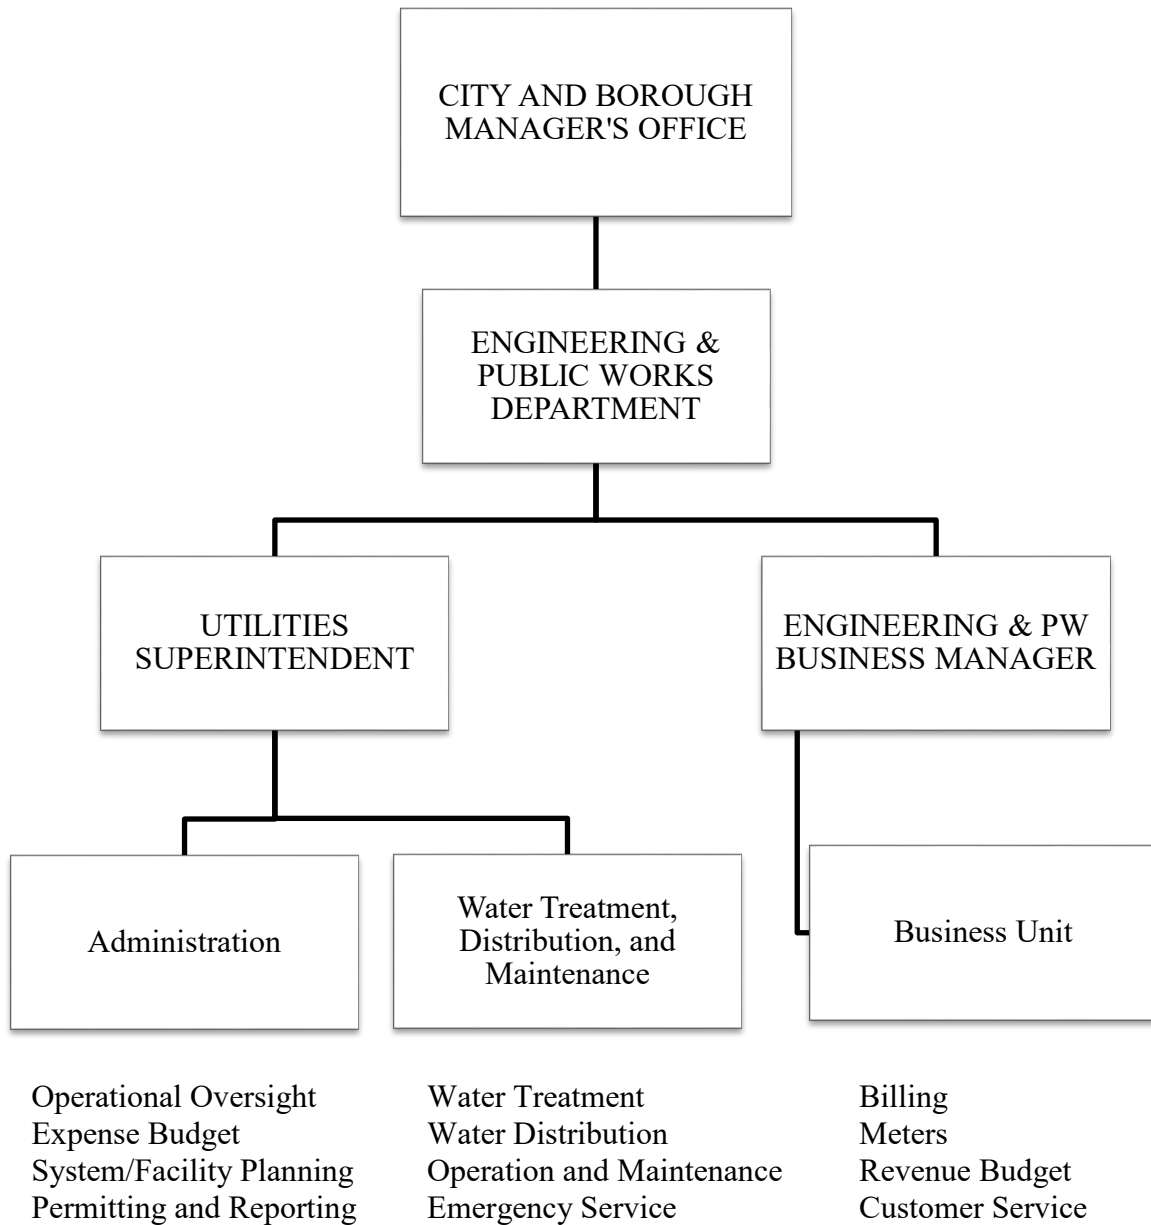 CITY AND BOROUGH
MANAGER'S OFFICE
ENGINEERING &
PUBLIC WORKS
DEPARTMENT
UTILITIES
SUPERINTENDENT
ENGINEERING & PW
BUSINESS MANAGER
Administration
Water Treatment,
Distribution, and
Maintenance
Business Unit
Operational Oversight
Expense Budget
System/Facility Planning
Permitting and Reporting
Water Treatment
Water Distribution
Operation and Maintenance
Emergency Service
Billing
Meters
Revenue Budget
Customer Service